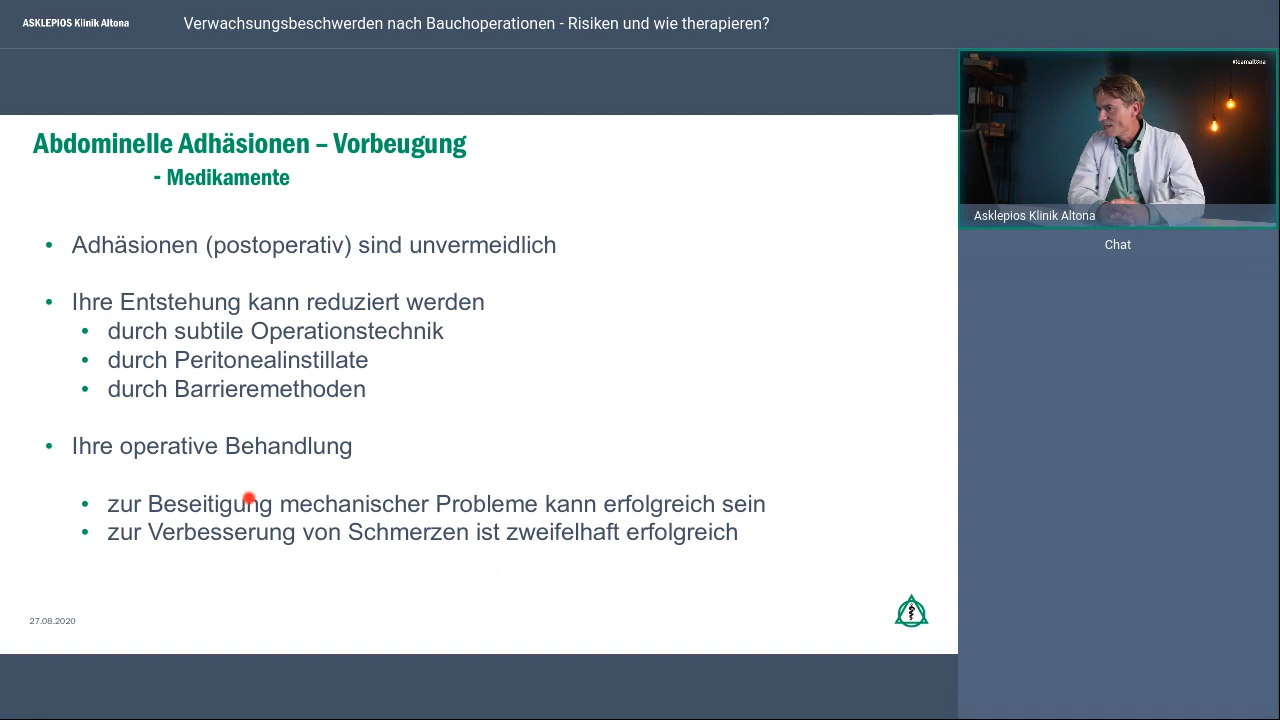 ASKLEPIOS Klinik Altona
Verwachsungsbeschwerden nach Bauchoperationen - Risiken und wie therapieren?
#teamaltona
Asklepios Klinik Altona
Chat
Abdominelle Adhäsionen – Vorbeugung
- Medikamente
• Adhäsionen (postoperativ) sind unvermeidlich
• Ihre Entstehung kann reduziert werden
• durch subtile Operationstechnik
• durch Peritonealinstillate
• durch Barrieremethoden
• Ihre operative Behandlung
• zur Beseitigung mechanischer Probleme kann erfolgreich sein
• zur Verbesserung von Schmerzen ist zweifelhaft erfolgreich
27.08.2020